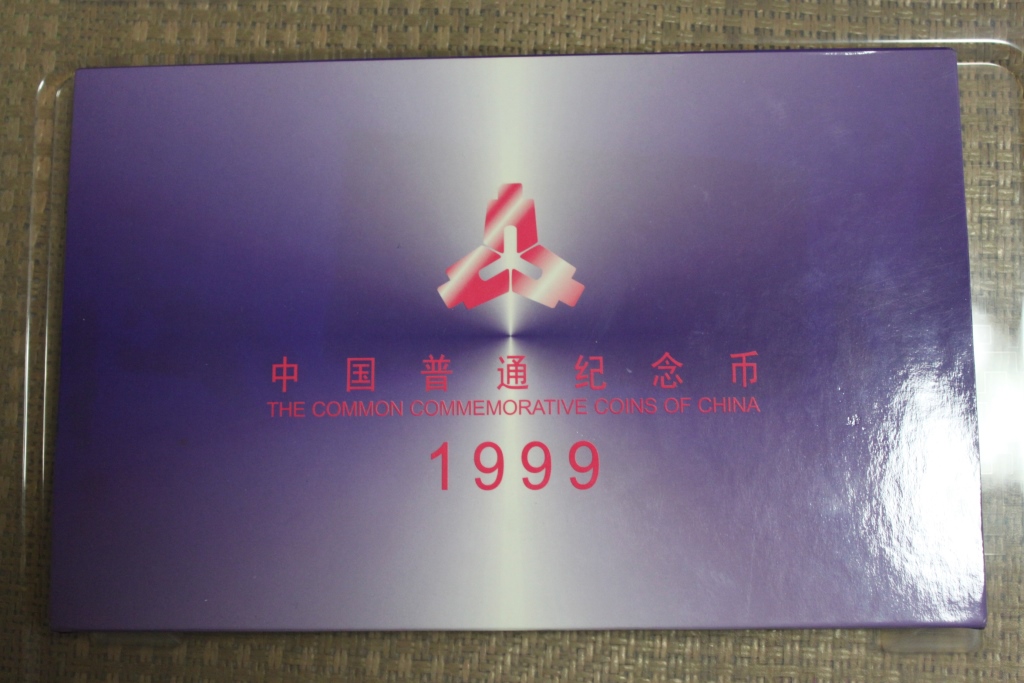 中国普通纪念币
THE COMMON COMMEMORATIVE COINS OF CHINA
1999